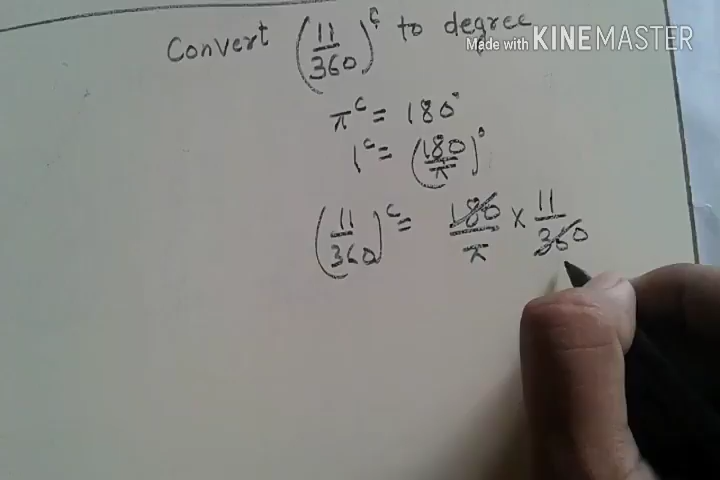 Convert (11/360)^c to degree
Made with KINEMASTER
π^c = 180°
1^c = (180/π)°
(11/360)^c = 180/π × 11/360